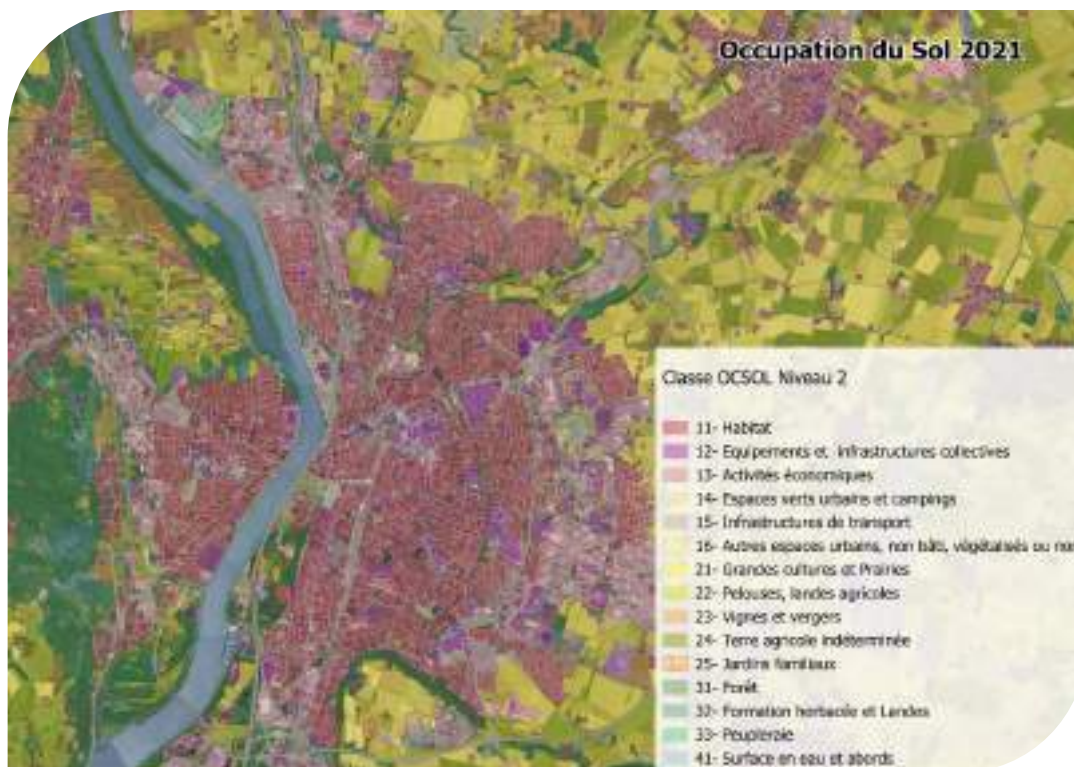 Occupation du Sol 2021
Classe OCSOL Niveau 2
11- Habitat
12- Equipements et infrastructures collectives
13- Activités économiques
14- Espaces verts urbains et campings
15- Infrastructures de transport
16- Autres espaces urbains, non bâti, végétalisés ou
21- Grandes cultures et Prairies
22- Pelouses, landes agricoles
23- Vignes et vergers
24- Terre agricole indéterminée
25- Jardins familiaux
31- Forêt
32- Formation herbacée et Landes
33- Peupleraie
41- Surface en eau et abords